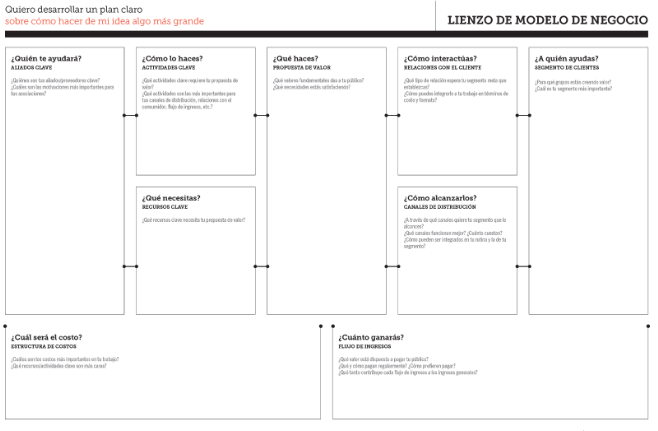 Quiero desarrollar un plan claro
sobre cómo hacer de mi idea algo más grande
LIENZO DE MODELO DE NEGOCIO
¿Quién te ayudará?
ALIADOS CLAVE
¿Quiénes son tus aliados/proveedores clave?
¿Cuáles son las motivaciones más importantes para
las asociaciones?
¿Cómo lo haces?
ACTIVIDADES CLAVE
¿Qué actividades clave requiere tu propuesta de
valor?
¿Qué actividades son las más importantes para
tus canales de distribución, relaciones con el
consumidor, flujo de ingreso, etc.?
¿Qué necesitas?
RECURSOS CLAVE
¿Qué recursos clave necesita tu propuesta de valor?
¿Qué haces?
PROPUESTA DE VALOR
¿Qué valores fundamentales das a tu público?
¿Qué necesidades estás satisfaciendo?
¿Cómo interactúas?
RELACIONES CON EL CLIENTE
¿Qué tipo de relación espera tu segmento meta que
establezcas?
¿Cómo puedes integrarlo a tu trabajo en términos de
costo y formato?
¿Cómo alcanzarlos?
CANALES DE DISTRIBUCIÓN
¿A través de qué canales quiere tu segmento que lo
alcances?
¿Qué canales funcionan mejor? ¿Cuánto cuestan?
¿Cómo pueden ser integrados en tu rutina y la de tu
segmento?
¿A quién ayudas?
SEGMENTO DE CLIENTES
¿Para qué grupos estás creando valor?
¿Cuál es tu segmento más importante?
¿Cuál será el costo?
ESTRUCTURA DE COSTOS
¿Cuáles son los costos más importantes en tu trabajo?
¿Qué recursos/actividades clave son más caros?
¿Cuánto ganarás?
FLUJO DE INGRESOS
¿Qué valor está dispuesto a pagar tu público?
¿Qué y cómo pagan regularmente? ¿Cómo prefieren pagar?
¿Qué tanto contribuye cada flujo de ingresos a los ingresos generales?